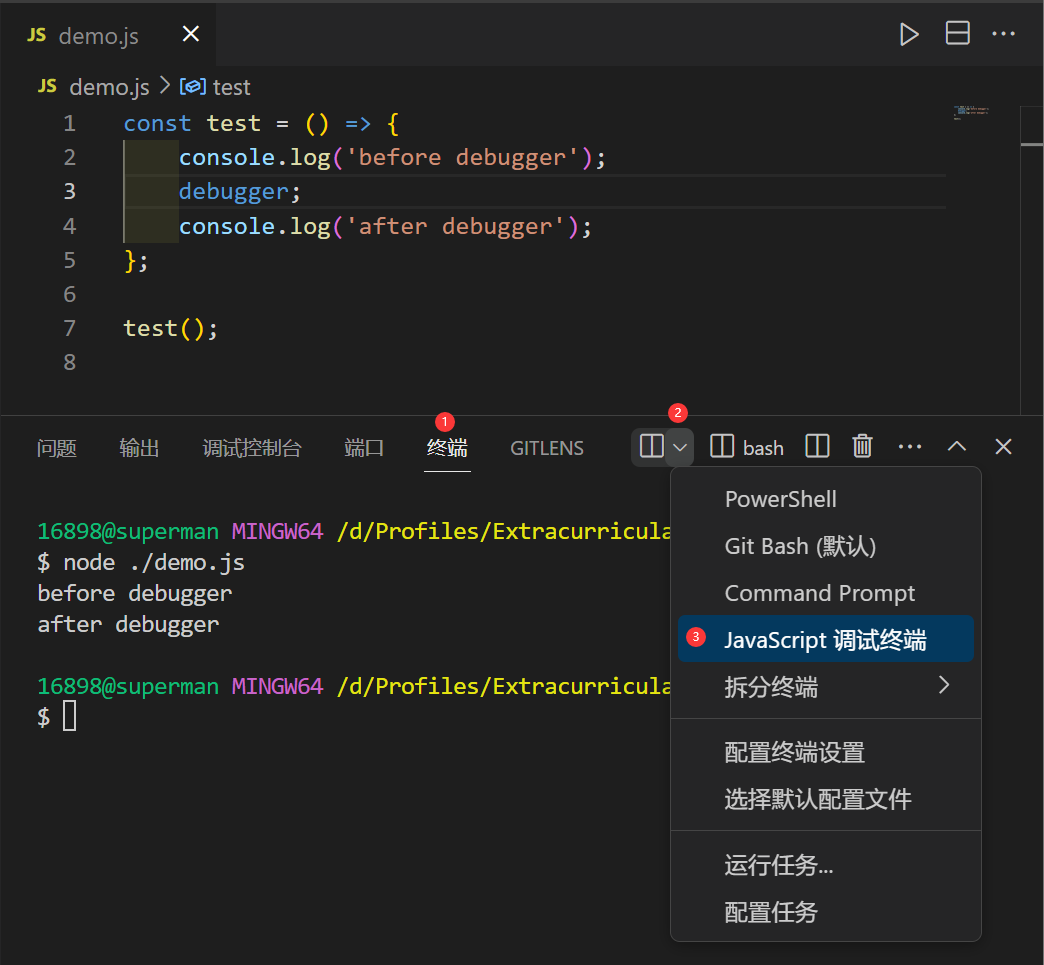 JS demo.js
JS demo.js > test
1 const test = () => {
2     console.log('before debugger');
3     debugger;
4     console.log('after debugger');
5 };
6
7 test();
8
问题 输出 调试控制台 端口 终端 GITLENS bash
1
2
16898@superman MINGW64 /d/Profiles/Extracurricula
$ node ./demo.js
before debugger
after debugger
16898@superman MINGW64 /d/Profiles/Extracurricula
$
PowerShell
Git Bash (默认)
Command Prompt
3 JavaScript 调试终端
拆分终端
配置终端设置
选择默认配置文件
运行任务...
配置任务